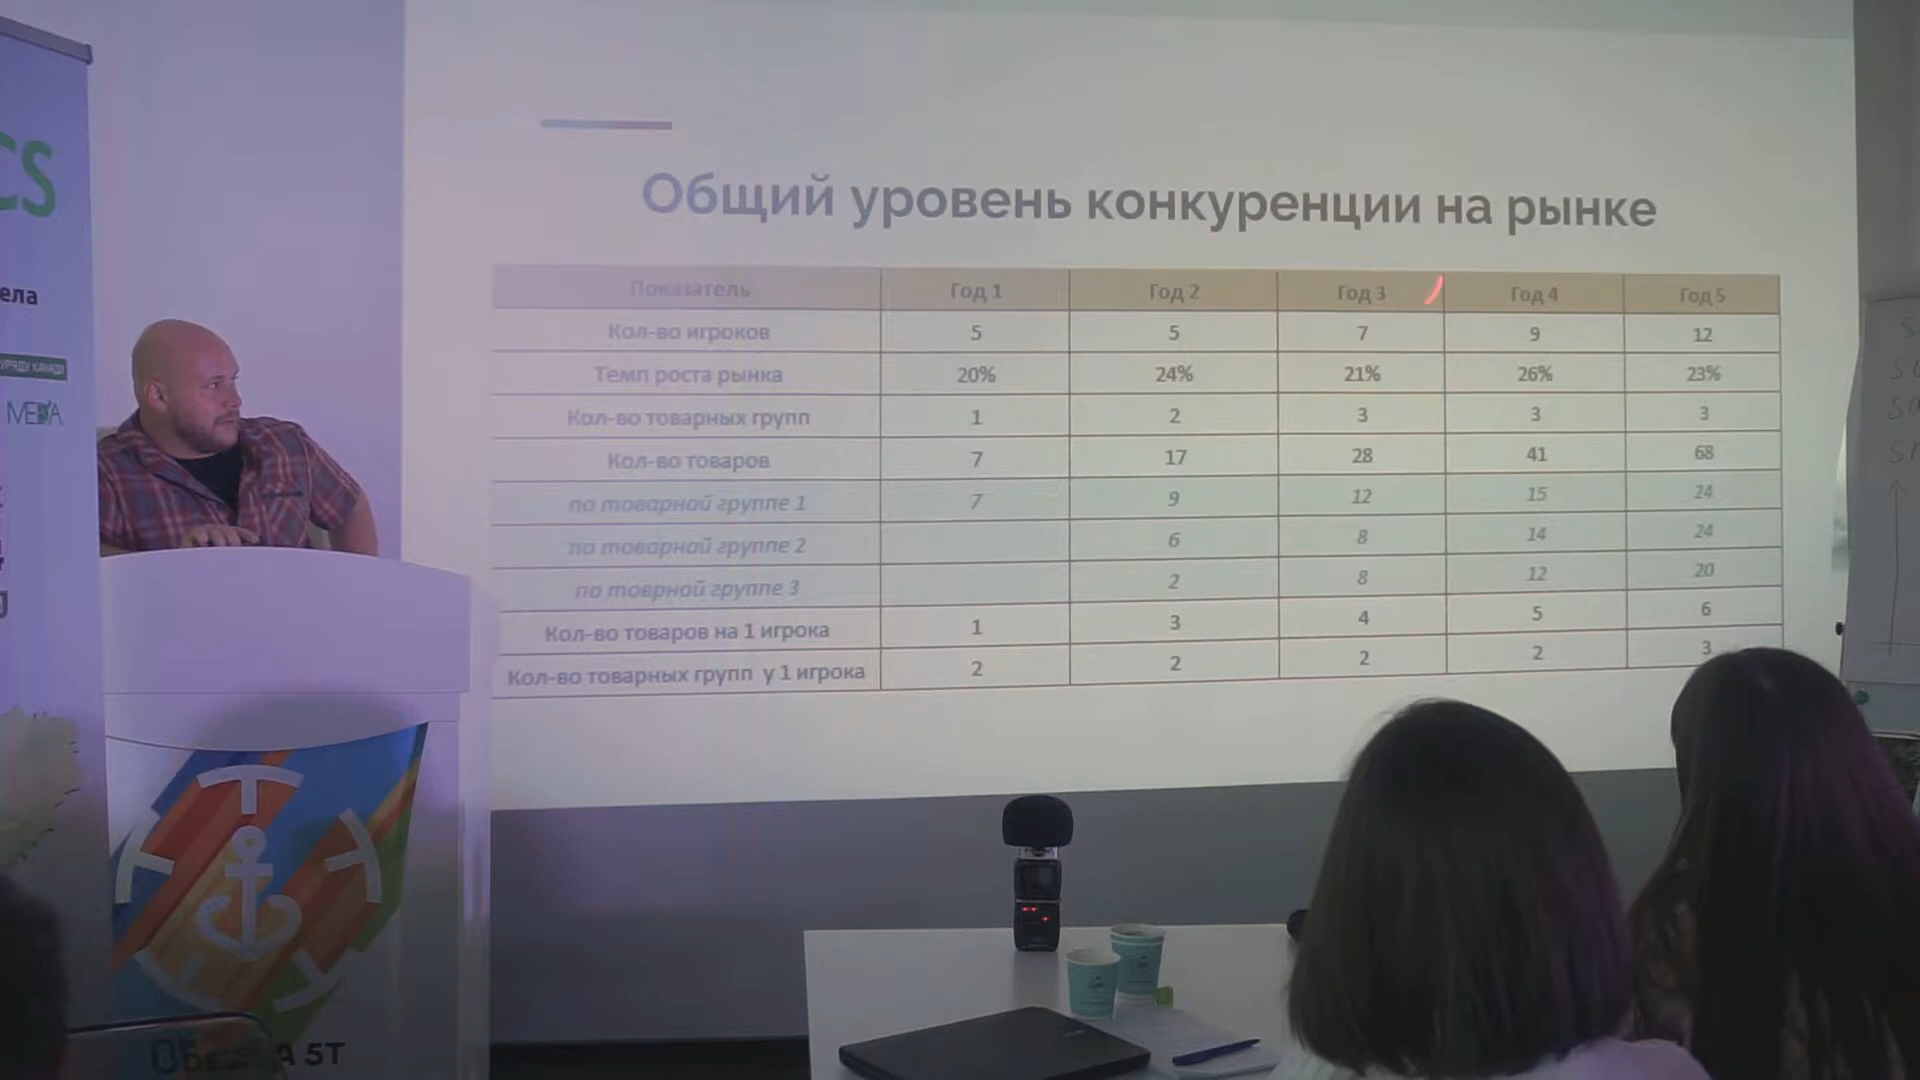 Общий уровень конкуренции на рынке
Показатель Год 1 Год 2 Год 3 Год 4 Год 5
Кол-во игроков 5 5 7 9 12
Темп роста рынка 20% 24% 21% 26% 23%
Кол-во товарных групп 1 2 3 3 3
Кол-во товаров 7 17 28 41 68
по товарной группе 1 7 9 12 15 24
по товарной группе 2 6 8 14 24
по товрной группе 3 2 8 12 20
Кол-во товаров на 1 игрока 1 3 4 5 6
Кол-во товарных групп у 1 игрока 2 2 2 2 3
CS
ела
УРЯДУ КАНАДИ
MEDIA
А 5Т